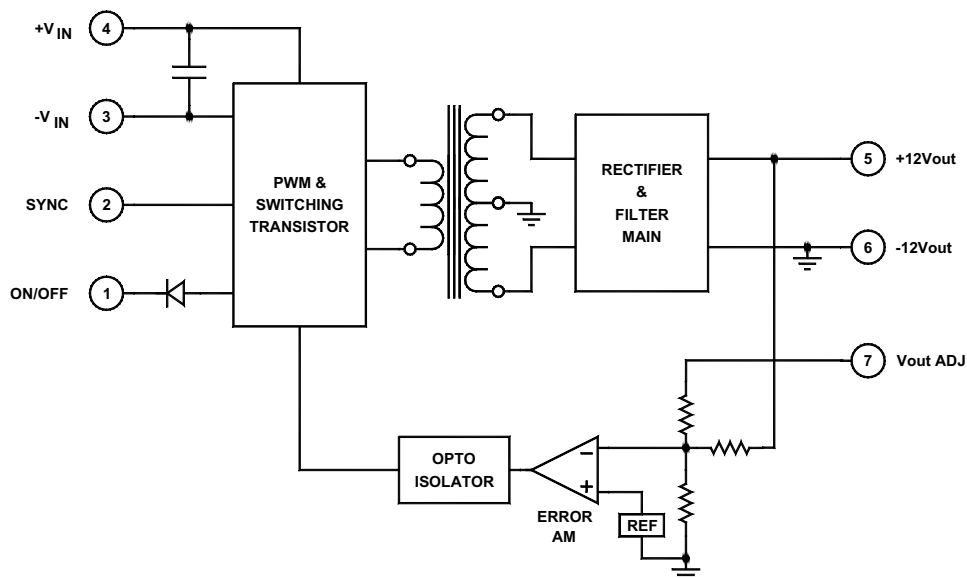 +V IN
4
-V IN
3
SYNC
2
ON/OFF
1
PWM &
SWITCHING
TRANSISTOR
RECTIFIER
&
FILTER
MAIN
5
+12Vout
6
-12Vout
7
Vout ADJ
OPTO
ISOLATOR
−
+
ERROR
AM
REF